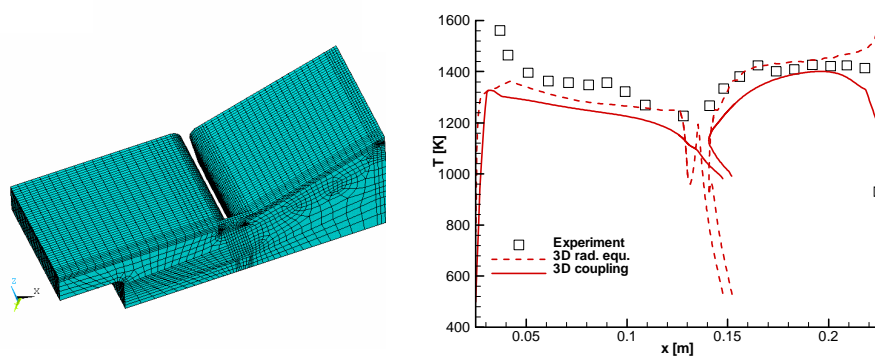 Z
X
1600
1400
1200
1000
800
600
400
T [K]
Experiment
3D rad. equ.
3D coupling
0.05
0.1
0.15
0.2
x [m]